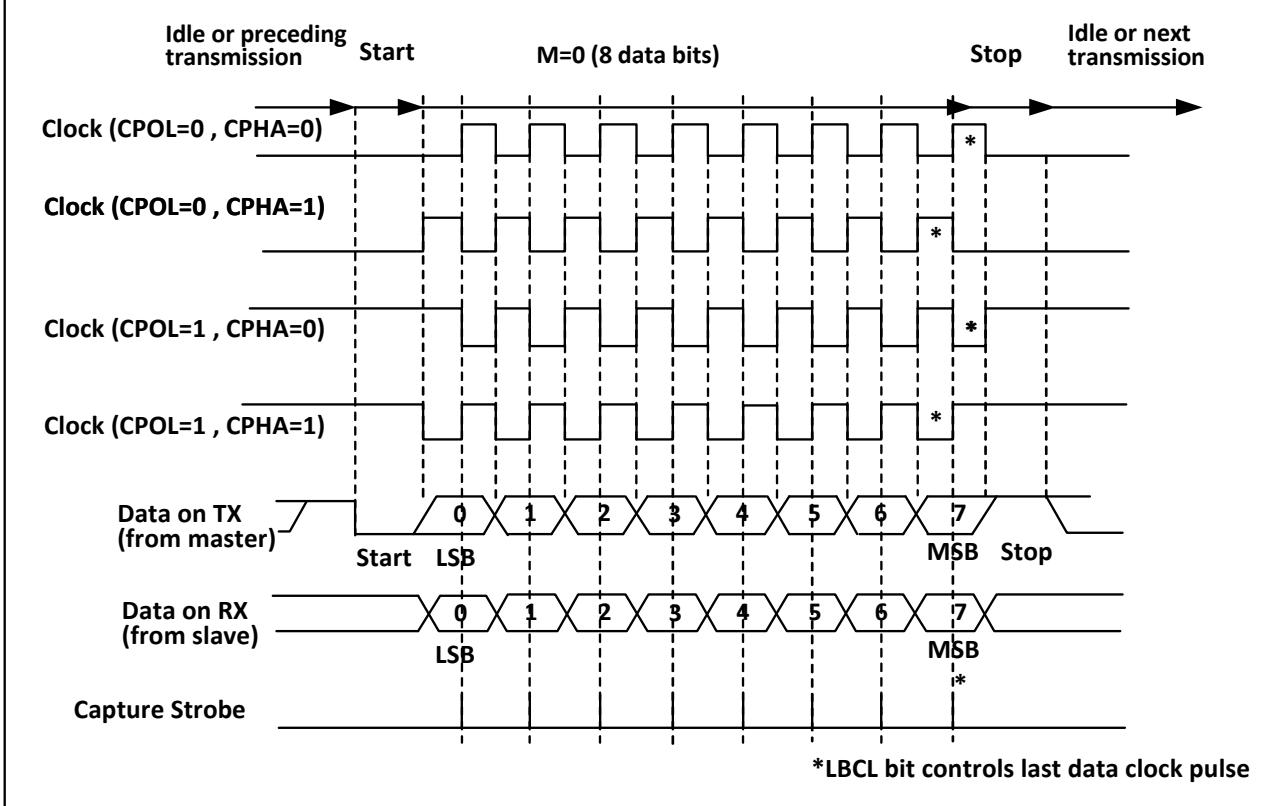 Idle or preceding
transmission
Start
M=0 (8 data bits)
Stop
Idle or next
transmission
Clock (CPOL=0 , CPHA=0)
*
Clock (CPOL=0 , CPHA=1)
*
Clock (CPOL=1 , CPHA=0)
*
Clock (CPOL=1 , CPHA=1)
*
Data on TX
(from master)
0 1 2 3 4 5 6 7
Start LSB MSB Stop
Data on RX
(from slave)
0 1 2 3 4 5 6 7
LSB MSB
*
Capture Strobe
*LBCL bit controls last data clock pulse